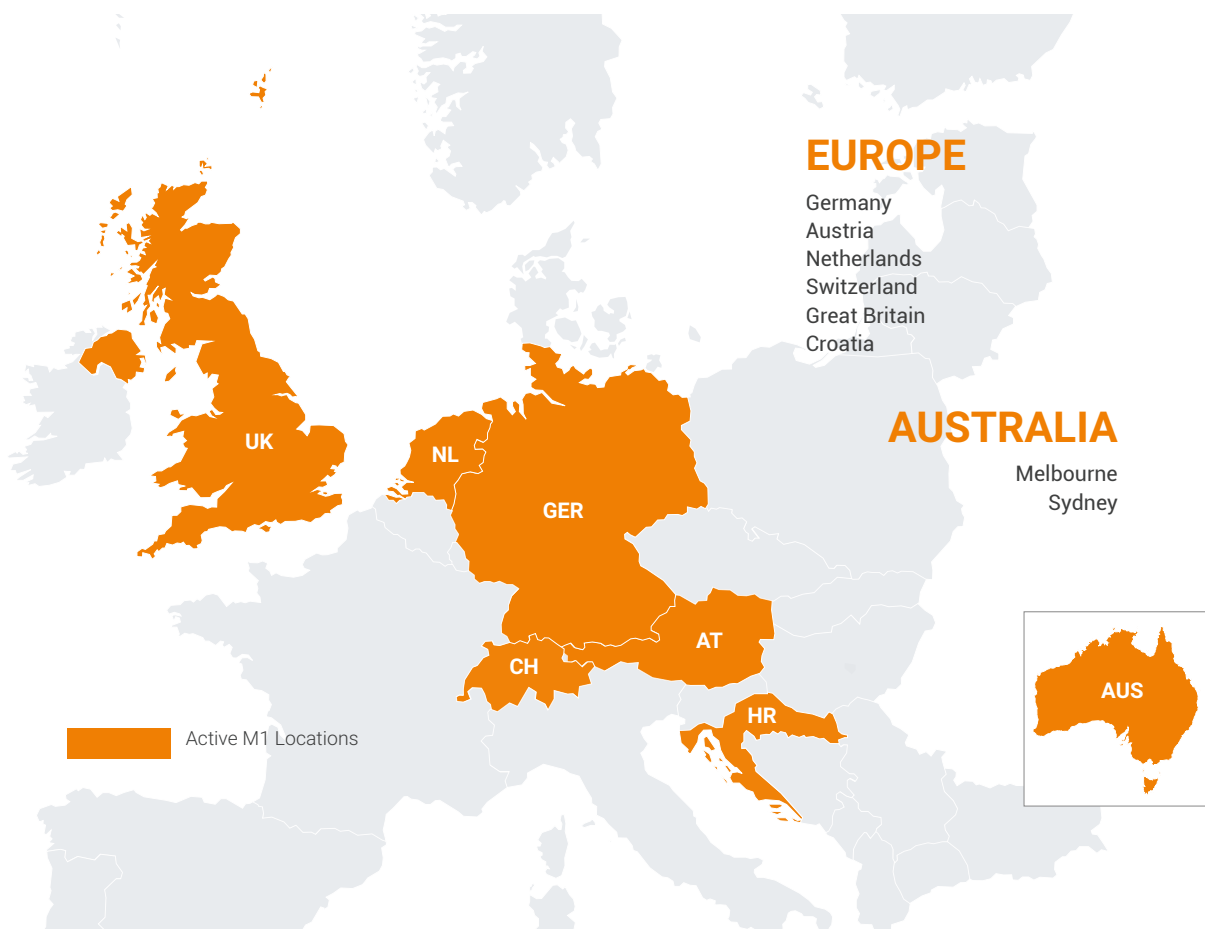 EUROPE
Germany
Austria
Netherlands
Switzerland
Great Britain
Croatia
AUSTRALIA
Melbourne
Sydney
UK
NL
GER
AT
CH
HR
AUS
Active M1 Locations